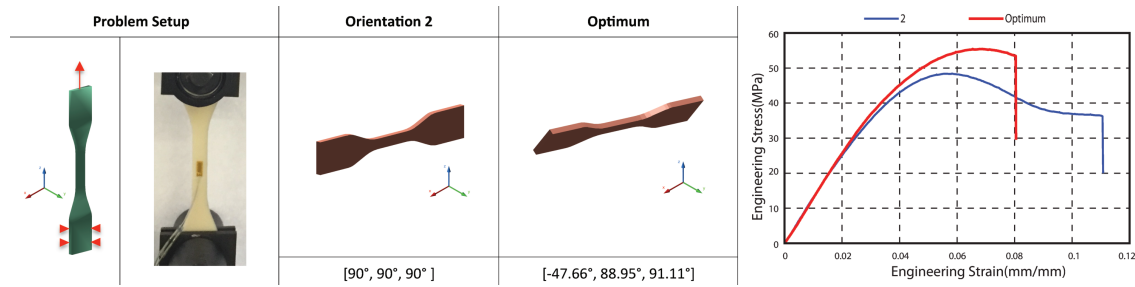 Problem Setup
Orientation 2
Optimum
[90°, 90°, 90° ]
[-47.66°, 88.95°, 91.11°]
2
Optimum
Engineering Stress(MPa)
60
50
40
30
20
10
0
0
0.02
0.04
0.06
0.08
0.1
0.12
Engineering Strain(mm/mm)